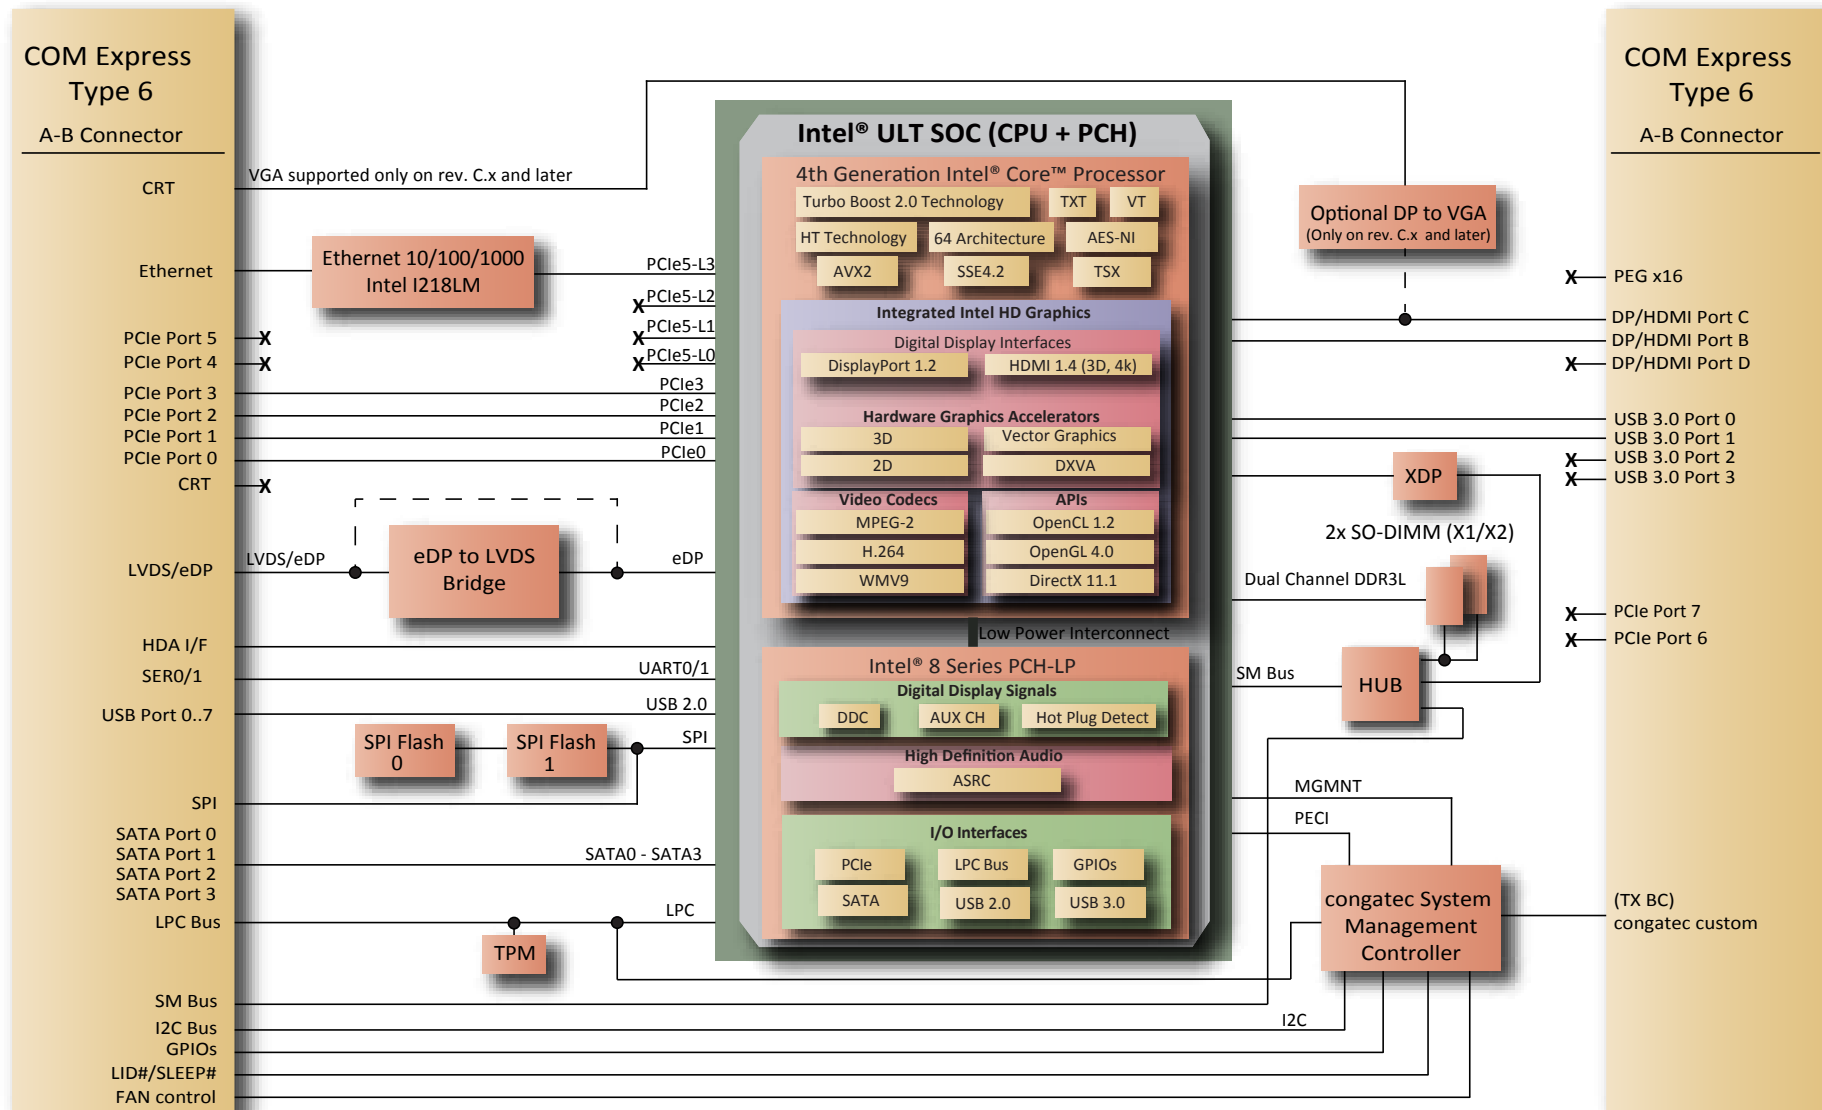 COM Express
Type 6
A-B Connector
CRT
Ethernet
PCIe Port 5
PCIe Port 4
PCIe Port 3
PCIe Port 2
PCIe Port 1
PCIe Port 0
CRT
LVDS/eDP
HDA I/F
SER0/1
USB Port 0..7
SPI
SATA Port 0
SATA Port 1
SATA Port 2
SATA Port 3
LPC Bus
SM Bus
I2C Bus
GPIOs
LID#/SLEEP#
FAN control
VGA supported only on rev. C.x and later
Ethernet 10/100/1000
Intel I218LM
PCIe5-L3
X PCIe5-L2
X
X PCIe5-L1
X
X PCIe5-L0
PCIe3
PCIe2
PCIe1
PCIe0
X
LVDS/eDP
eDP to LVDS
Bridge
eDP
UART0/1
USB 2.0
SPI Flash
0
SPI Flash
1
SPI
SATA0 - SATA3
LPC
TPM
Intel® ULT SOC (CPU + PCH)
4th Generation Intel® Core™ Processor
Turbo Boost 2.0 Technology
TXT
VT
HT Technology
64 Architecture
AES-NI
AVX2
SSE4.2
TSX
Integrated Intel HD Graphics
Digital Display Interfaces
DisplayPort 1.2
HDMI 1.4 (3D, 4k)
Hardware Graphics Accelerators
3D
Vector Graphics
2D
DXVA
Video Codecs
MPEG-2
H.264
WMV9
APIs
OpenCL 1.2
OpenGL 4.0
DirectX 11.1
Low Power Interconnect
Intel® 8 Series PCH-LP
Digital Display Signals
DDC
AUX CH
Hot Plug Detect
High Definition Audio
ASRC
I/O Interfaces
PCIe
LPC Bus
GPIOs
SATA
USB 2.0
USB 3.0
Optional DP to VGA
(Only on rev. C.x and later)
XDP
2x SO-DIMM (X1/X2)
Dual Channel DDR3L
SM Bus
HUB
MGMNT
PECI
congatec System
Management
Controller
I2C
COM Express
Type 6
A-B Connector
X PEG x16
DP/HDMI Port C
DP/HDMI Port B
X DP/HDMI Port D
USB 3.0 Port 0
USB 3.0 Port 1
X USB 3.0 Port 2
X USB 3.0 Port 3
X PCIe Port 7
X PCIe Port 6
(TX BC)
congatec custom